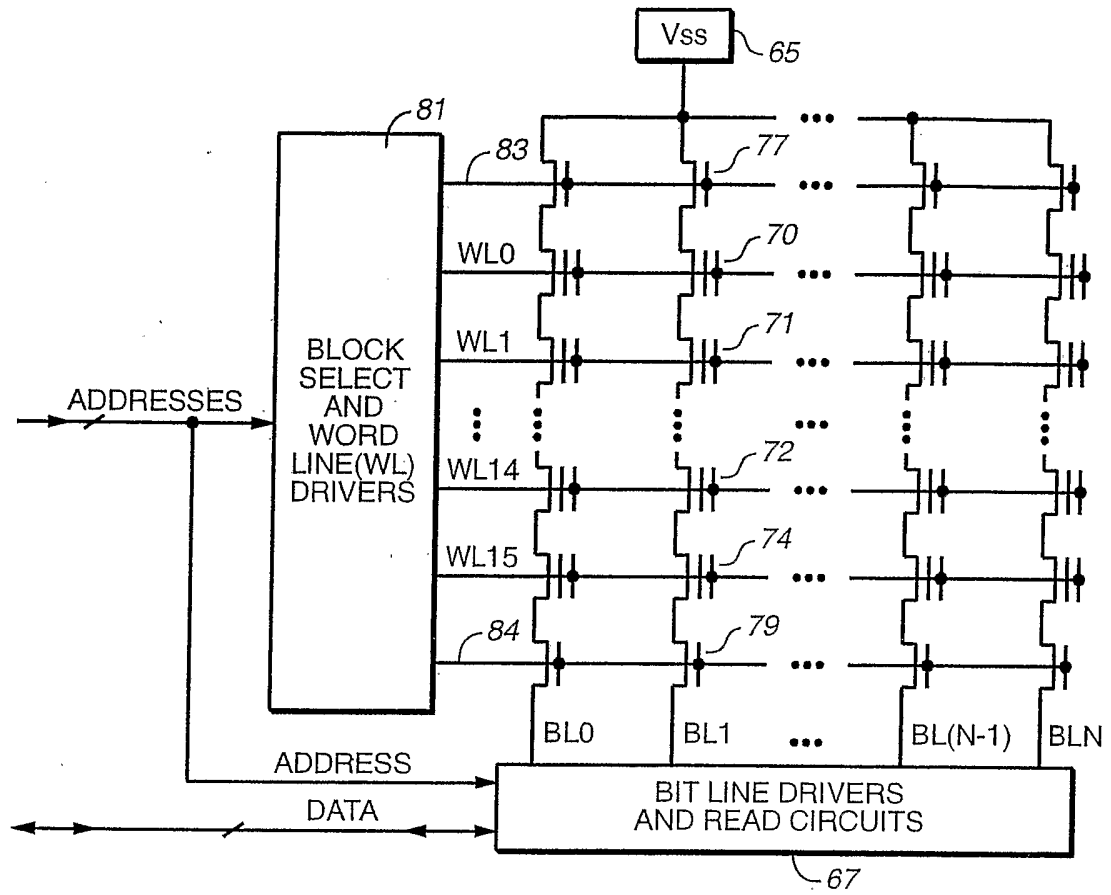 Vss
65
81
83
77
WL0
70
WL1
71
BLOCK
SELECT
AND
WORD
LINE(WL)
DRIVERS
ADDRESSES
WL14
72
WL15
74
84
79
BL0
BL1
BL(N-1)
BLN
ADDRESS
DATA
BIT LINE DRIVERS
AND READ CIRCUITS
67